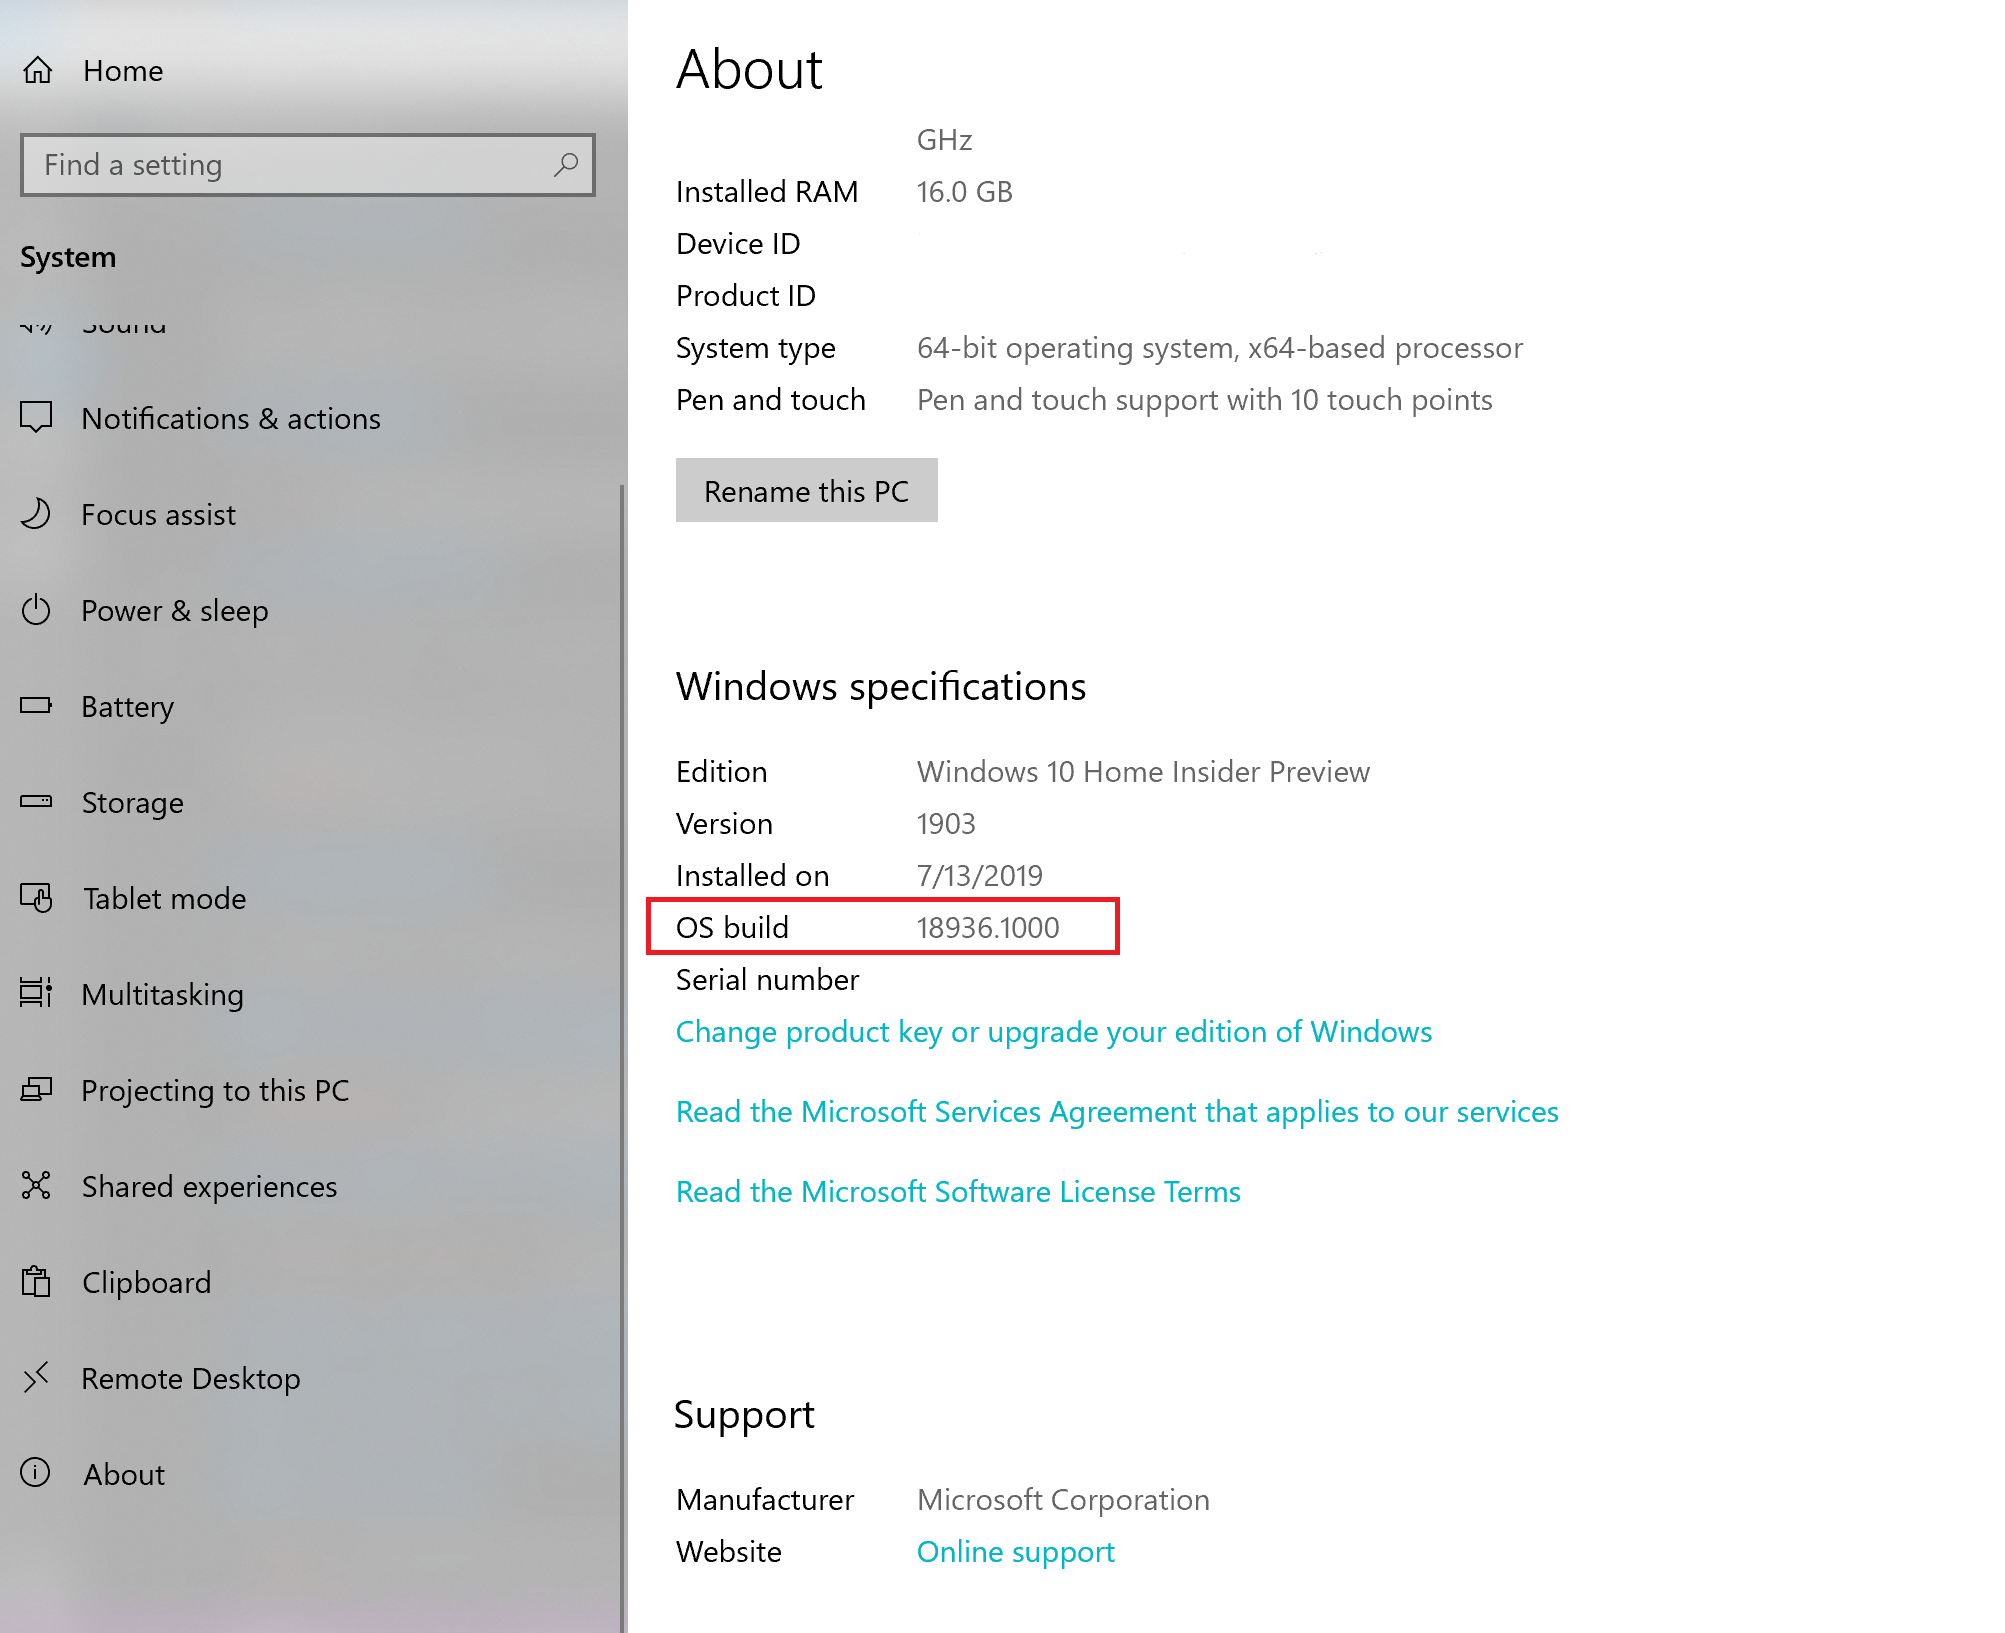 Home
Find a setting
System
Sound
Notifications & actions
Focus assist
Power & sleep
Battery
Storage
Tablet mode
Multitasking
Projecting to this PC
Shared experiences
Clipboard
Remote Desktop
About
About
GHz
Installed RAM 16.0 GB
Device ID
Product ID
System type 64-bit operating system, x64-based processor
Pen and touch Pen and touch support with 10 touch points
Rename this PC
Windows specifications
Edition Windows 10 Home Insider Preview
Version 1903
Installed on 7/13/2019
OS build 18936.1000
Serial number
Change product key or upgrade your edition of Windows
Read the Microsoft Services Agreement that applies to our services
Read the Microsoft Software License Terms
Support
Manufacturer Microsoft Corporation
Website Online support